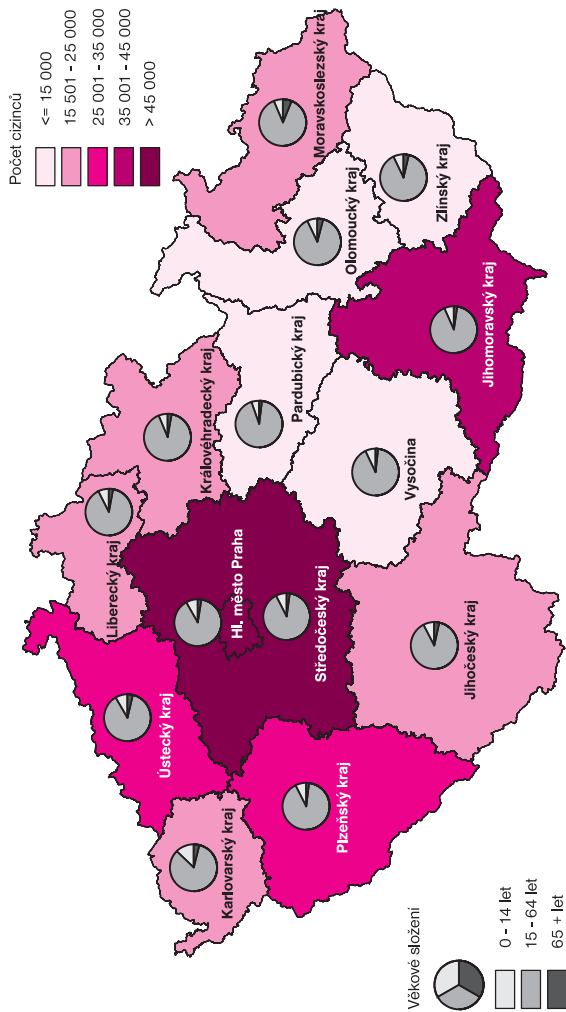 Počet cizinců
<= 15 000
15 501 - 25 000
25 001 - 35 000
35 001 - 45 000
> 45 000
Moravskoslezský kraj
Olomoucký kraj
Zlínský kraj
Jihomoravský kraj
Královéhradecký kraj
Pardubický kraj
Vysočina
Liberecký kraj
Hl. město Praha
Středočeský kraj
Jihočeský kraj
Ústecký kraj
Plzeňský kraj
Karlovarský kraj
Věkové složení
0 - 14 let
15 - 64 let
65 + let